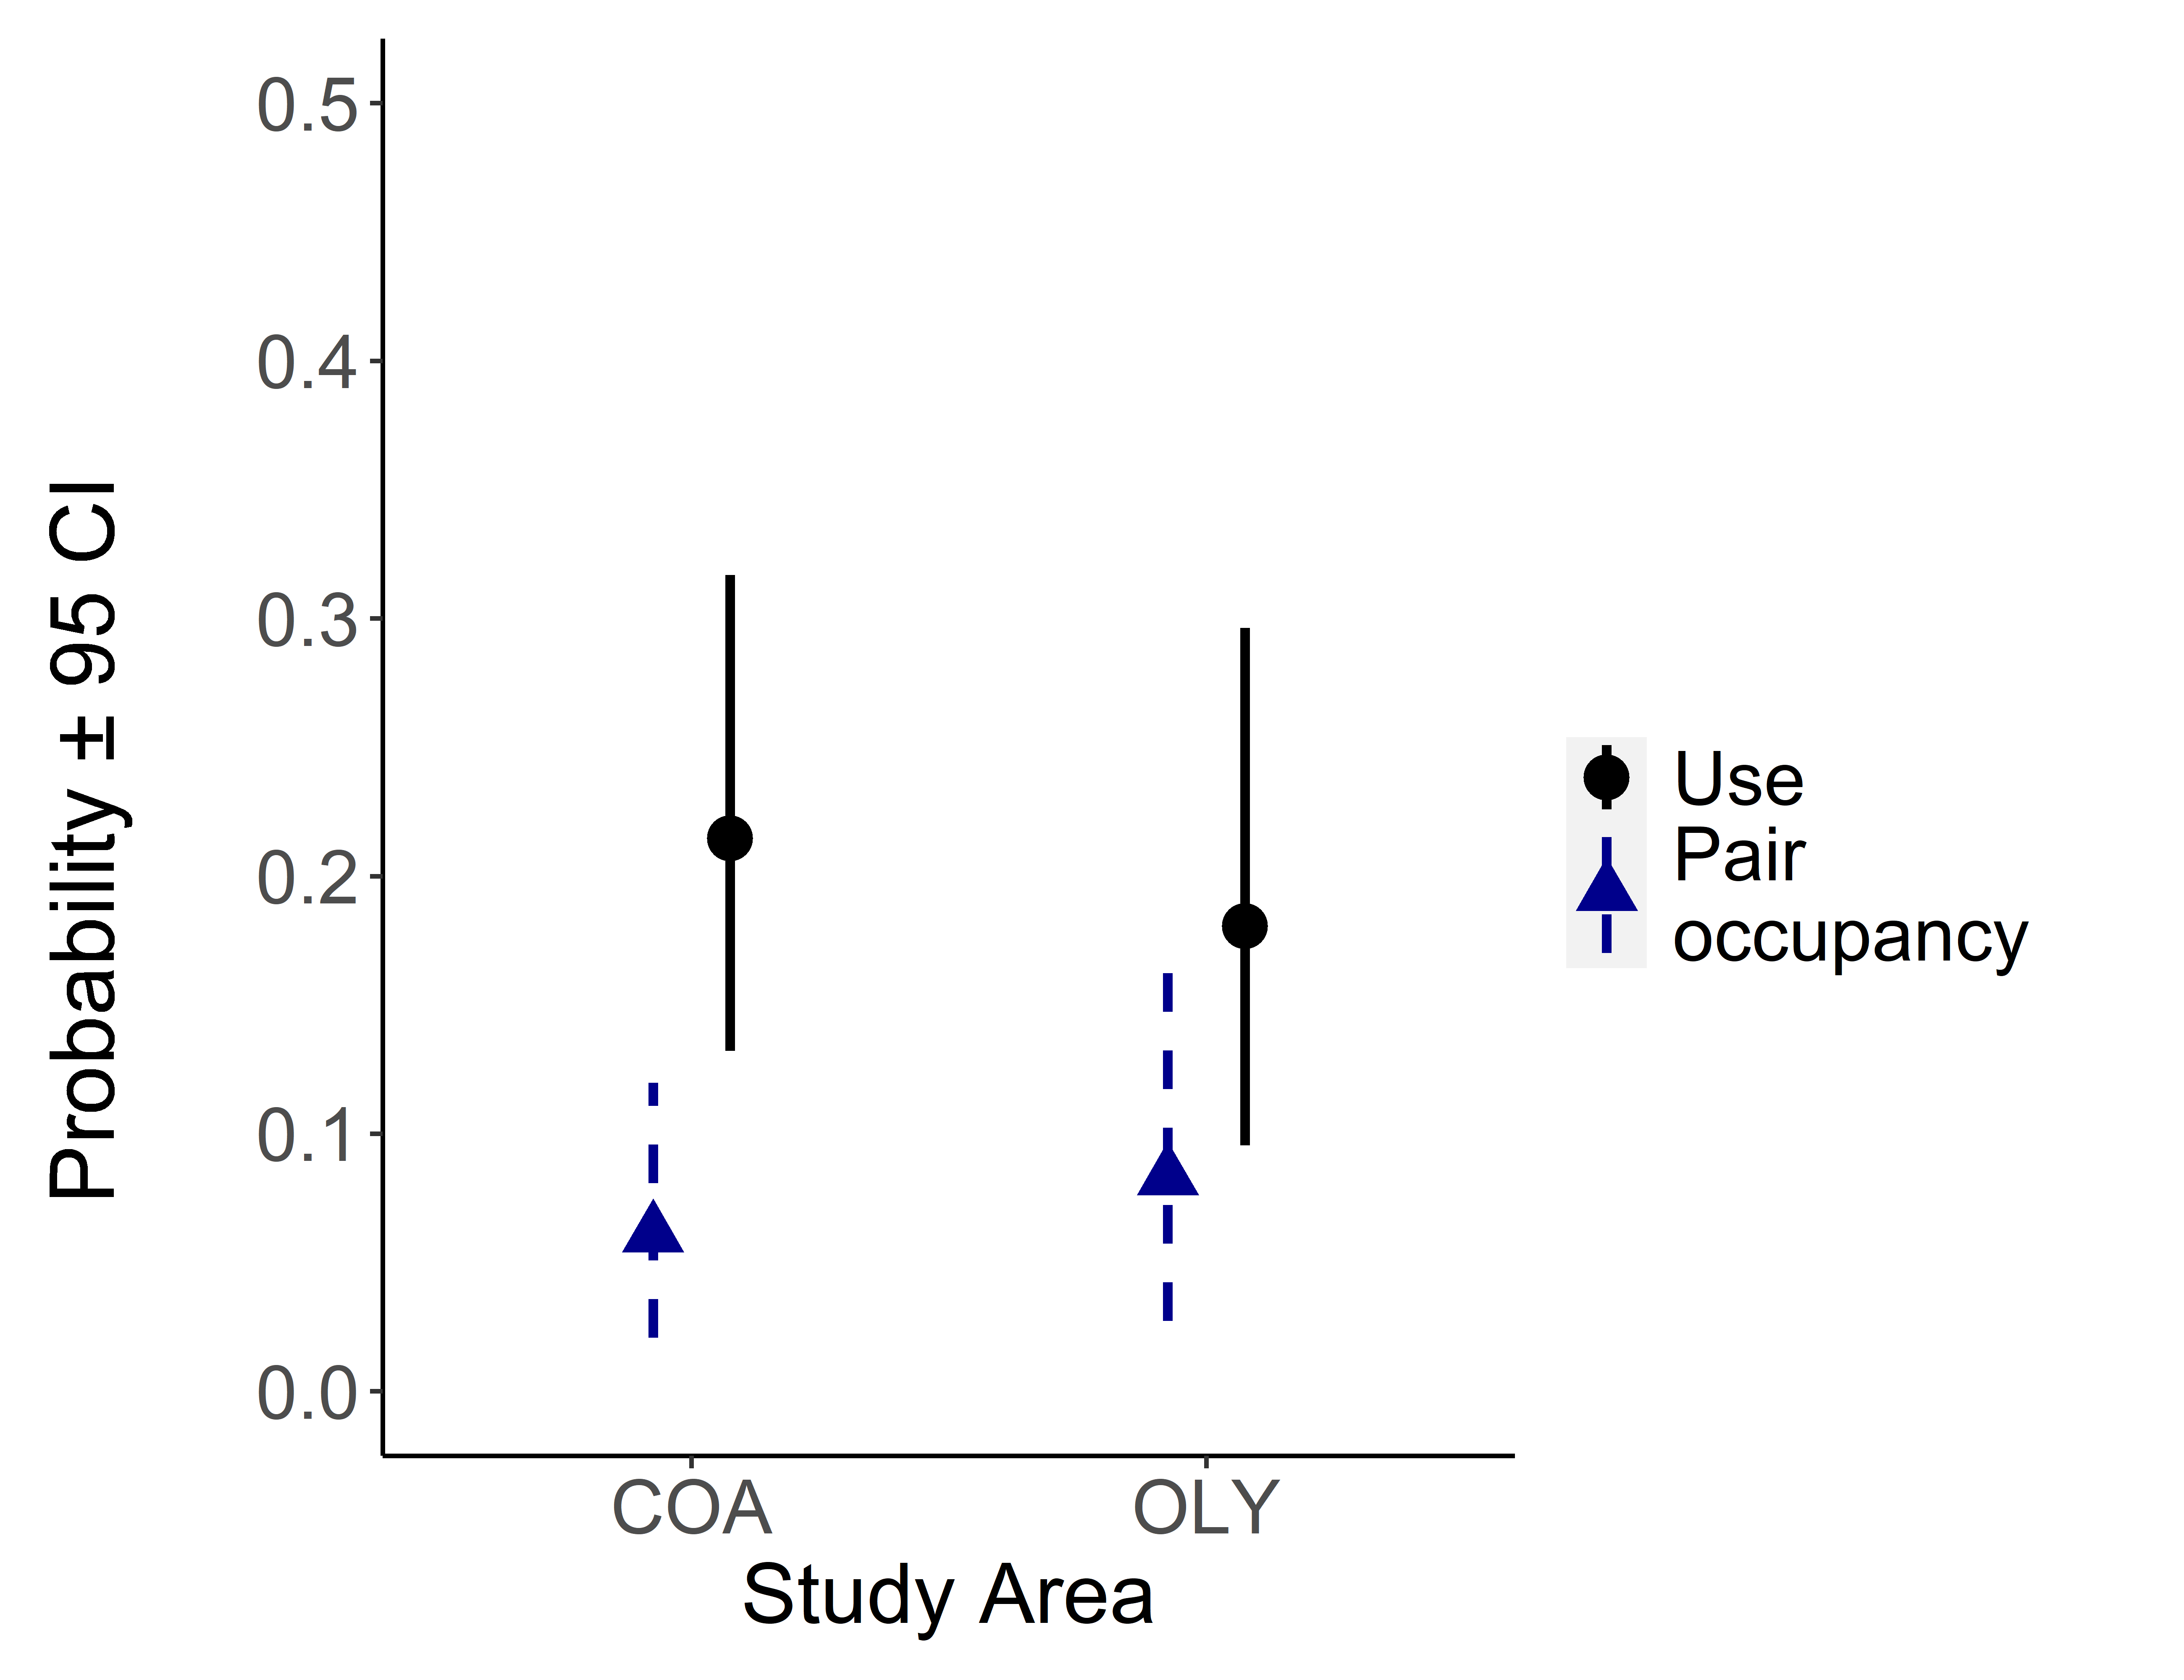 Probability ± 95 CI
0.5
0.4
0.3
0.2
0.1
0.0
COA
OLY
Study Area
Use
Pair
occupancy